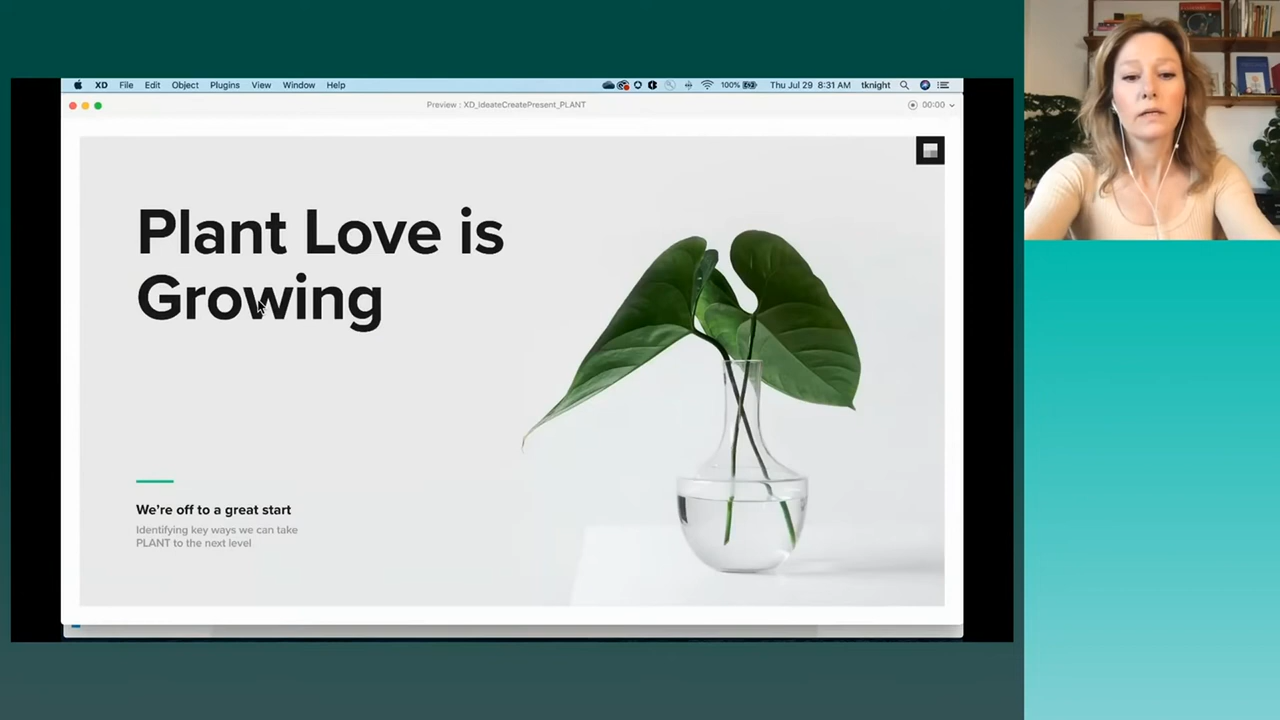 XD File Edit Object Plugins View Window Help 100% Thu Jul 29 8:31 AM tknight
Preview : XD_IdeateCreatePresent_PLANT 00:00
Plant Love is
Growing
We're off to a great start
Identifying key ways we can take
PLANT to the next level